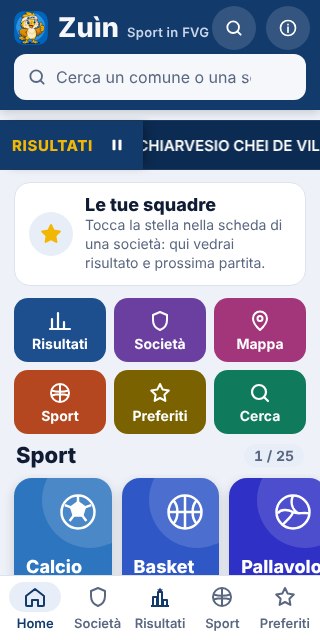 Zuìn Sport in FVG
Cerca un comune o una
RISULTATI CHIARVESIO CHEI DE VIL
Le tue squadre
Tocca la stella nella scheda di
una società: qui vedrai
risultato e prossima partita.
Risultati Società Mappa
Sport Preferiti Cerca
Sport 1 / 25
Calcio Basket Pallavolo
Home Società Risultati Sport Preferiti